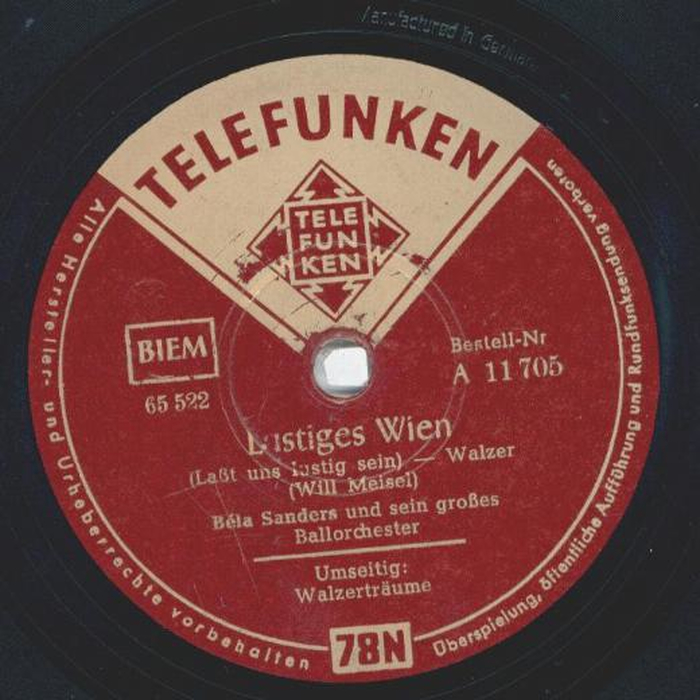 Manufactured in Germany
TELEFUNKEN
TELE
FUN
KEN
BIEM
65 522
Bestell-Nr
A 11 705
Lustiges Wien
(Laßt uns lustig sein) — Walzer
(Will Meisel)
Béla Sanders und sein großes
Ballorchester
Umseitig:
Walzerträume
78N
Alle Hersteller- und Urheberrechte vorbehalten
Überspielung, öffentliche Aufführung und Rundfunksendung verboten